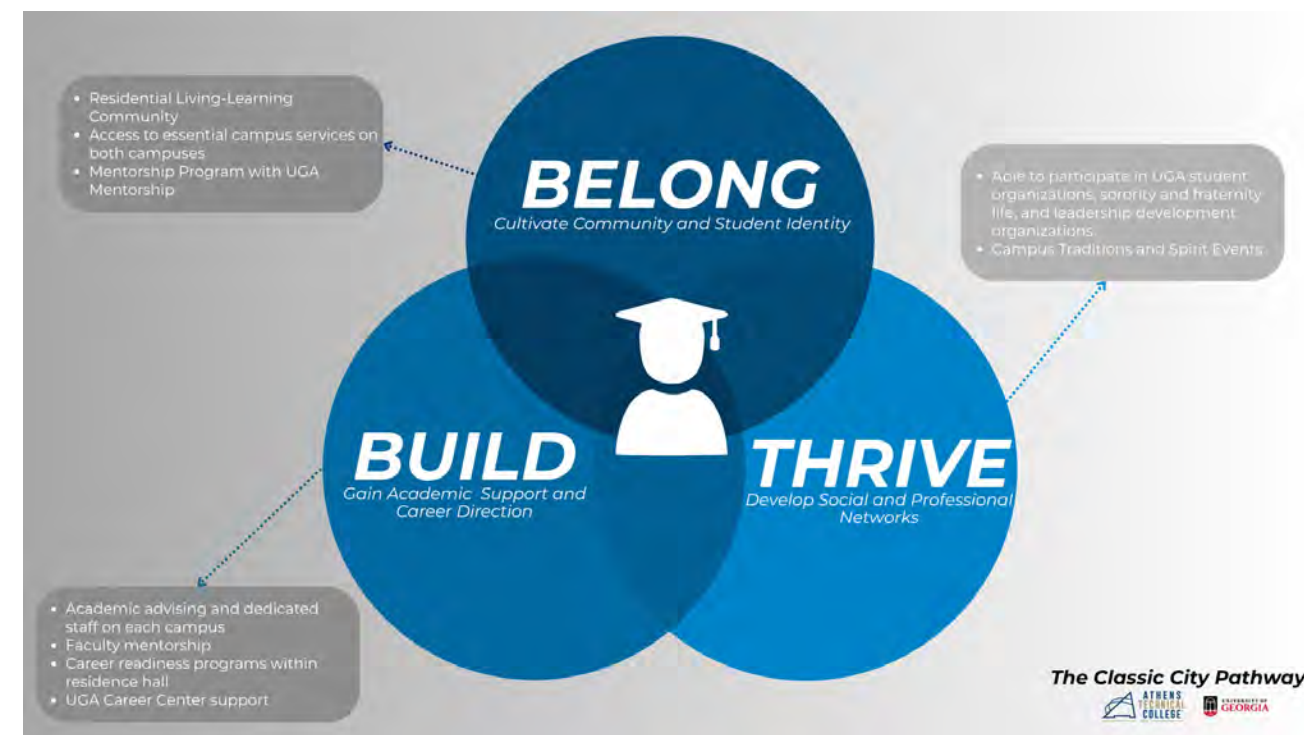 • Residential Living-Learning
Community
• Access to essential campus services on
both campuses
• Mentorship Program with UGA
Mentorship
BELONG
Cultivate Community and Student Identity
• Able to participate in UGA student
organizations, sorority and fraternity
life, and leadership development
organizations
• Campus Traditions and Spirit Events
BUILD
Gain Academic Support and
Career Direction
THRIVE
Develop Social and Professional
Networks
• Academic advising and dedicated
staff on each campus
• Faculty mentorship
• Career readiness programs within
residence hall
• UGA Career Center support
The Classic City Pathway
ATHENS
TECHNICAL
COLLEGE
UNIVERSITY OF
GEORGIA